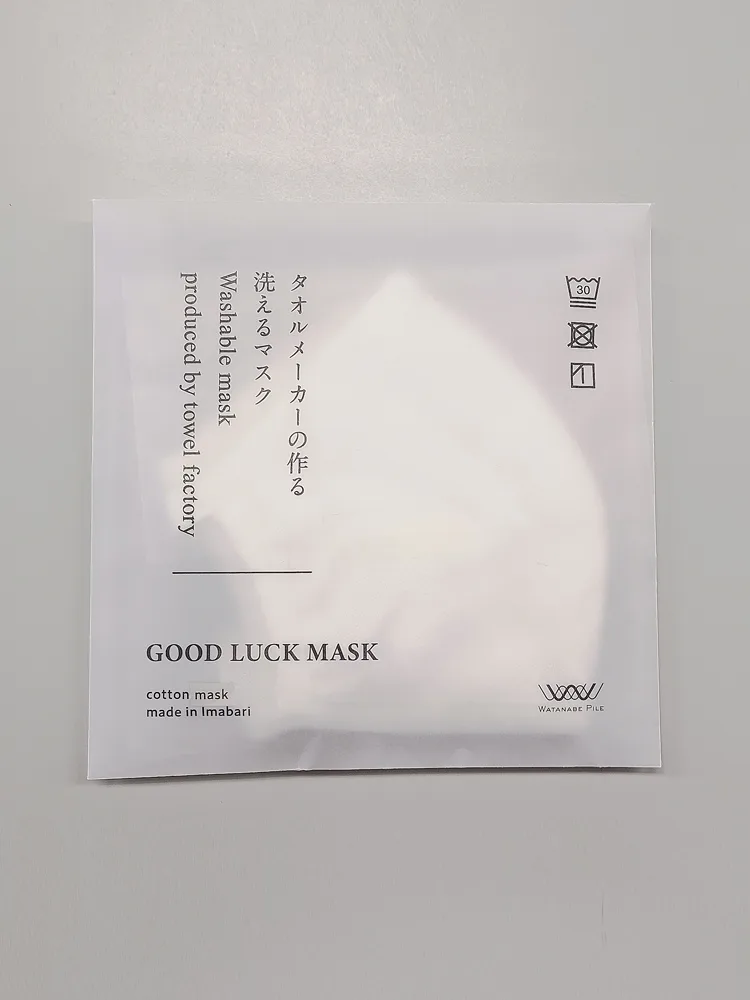 タオルメーカーの作る
洗えるマスク
Washable mask
produced by towel factory
30
GOOD LUCK MASK
cotton mask
made in Imabari
WATANABE PILE